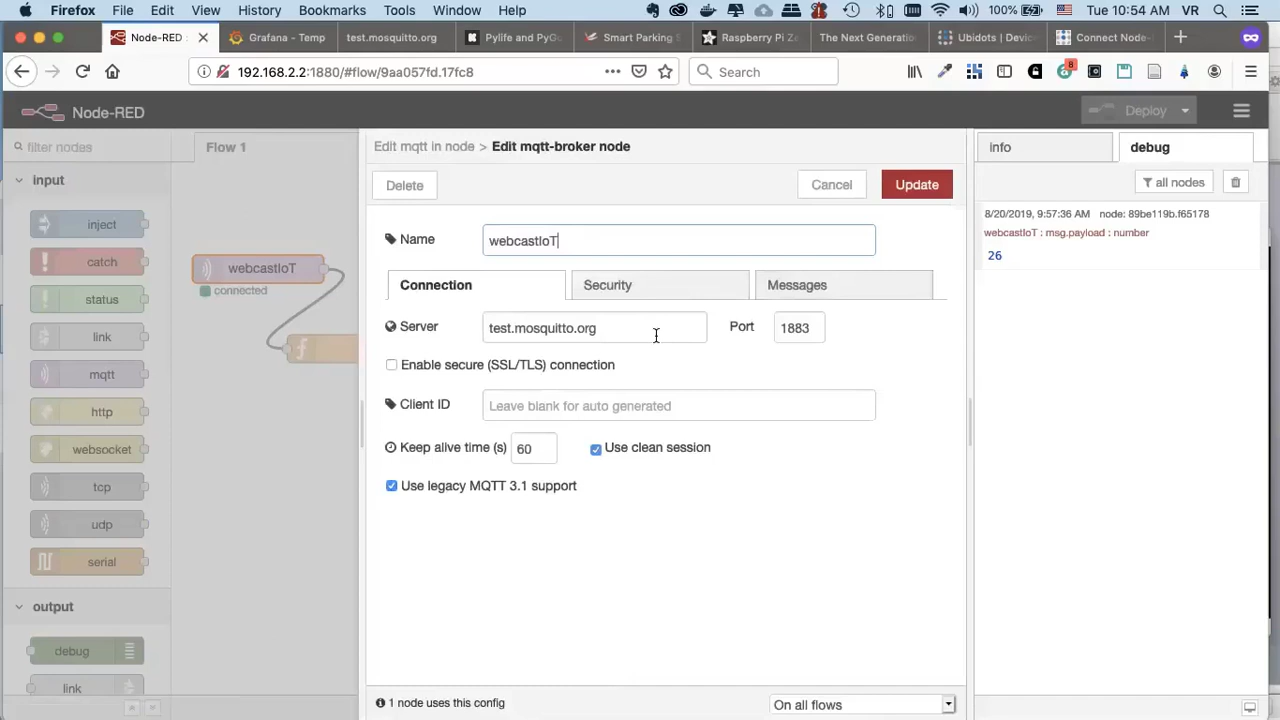 Firefox File Edit View History Bookmarks Tools Window Help 100% Tue 10:54 AM VR
Node-RED Grafana - Temp test.mosquitto.org Pylife and PyG Smart Parking Raspberry Pi Ze The Next Generation Ubidots | Device Connect Node-
192.168.2.2:1880/#flow/9aa057fd.17fc8 Search 8
Node-RED Deploy
filter nodes
input
inject
catch
status
link
mqtt
http
websocket
tcp
udp
serial
output
debug
link
Flow 1
webcastIoT
connected
f
Edit mqtt in node > Edit mqtt-broker node
Delete Cancel Update
Name webcastIoT
Connection Security Messages
Server test.mosquitto.org Port 1883
Enable secure (SSL/TLS) connection
Client ID Leave blank for auto generated
Keep alive time (s) 60 Use clean session
Use legacy MQTT 3.1 support
1 node uses this config On all flows
info debug
all nodes
8/20/2019, 9:57:36 AM node: 89be119b.f65178
webcastIoT : msg.payload : number
26